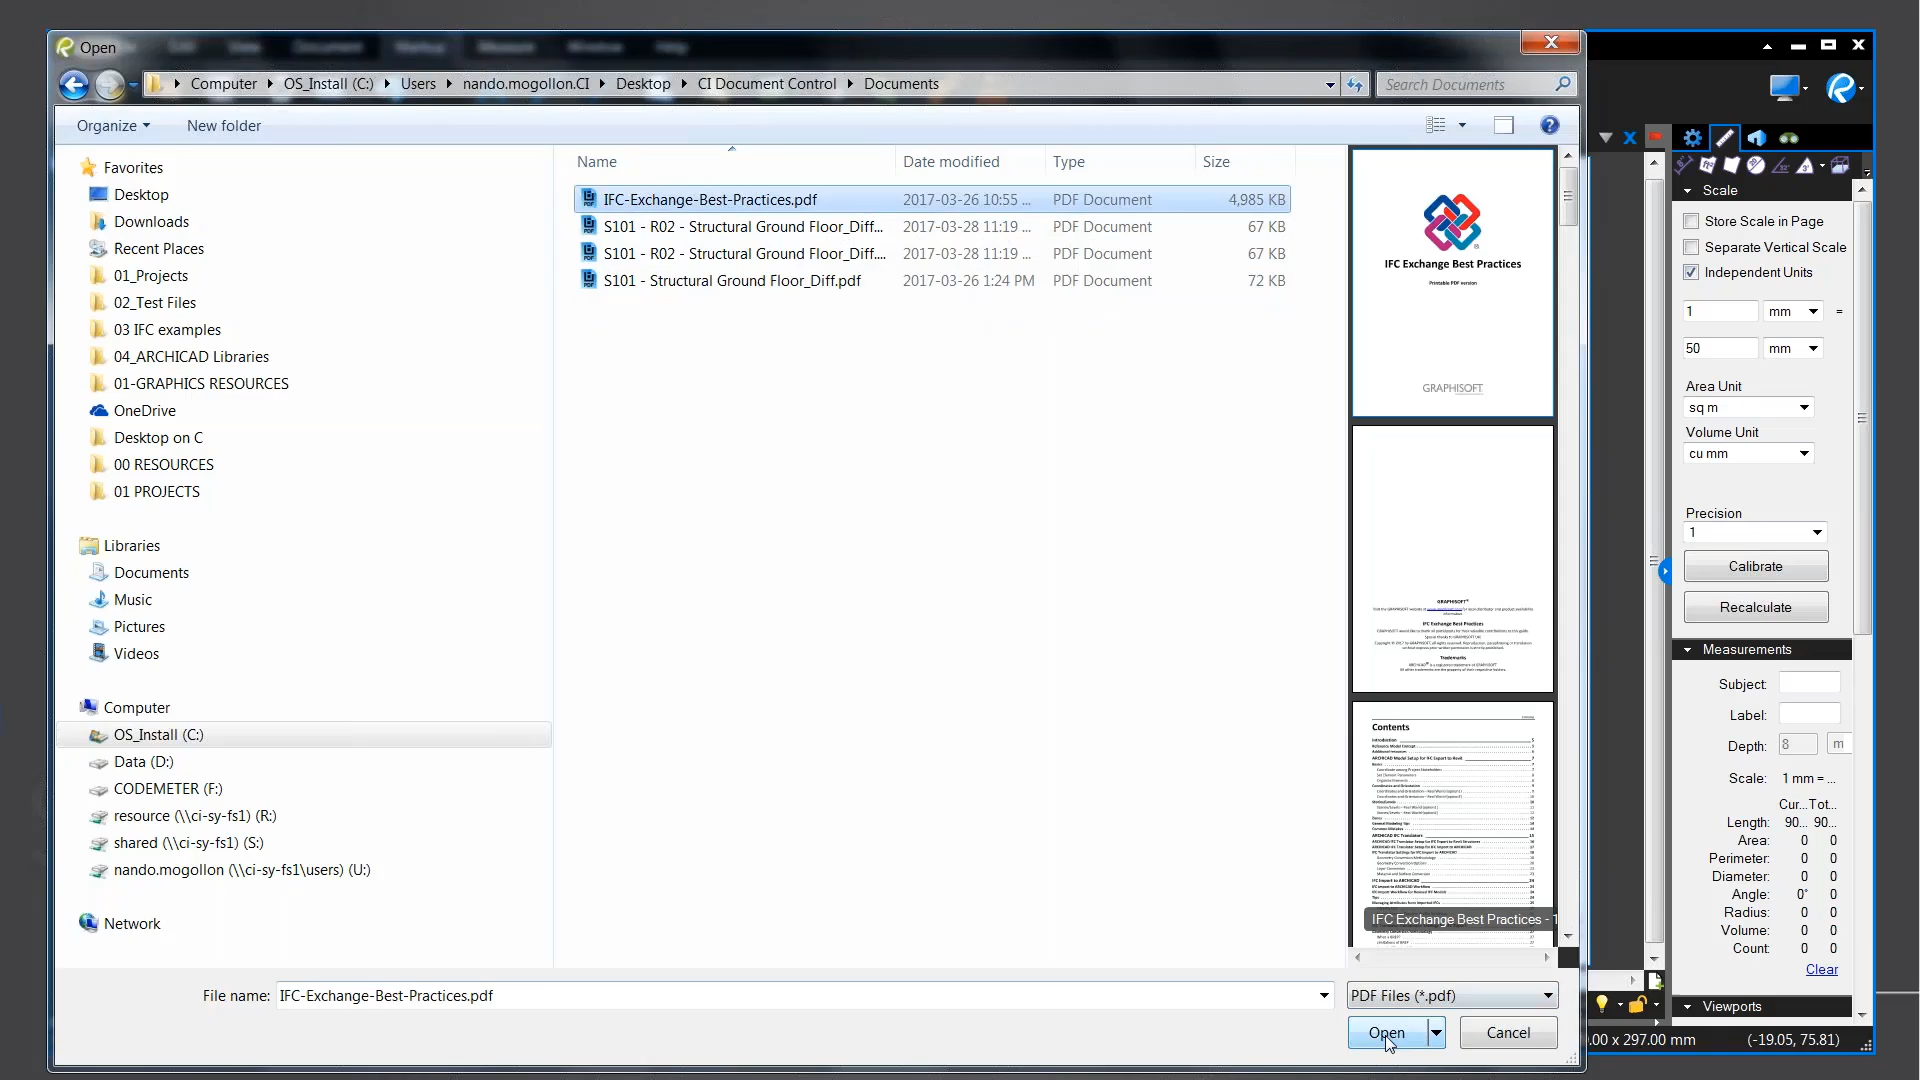 Open
Computer
OS_Install (C:)
Users
nando.mogollon.CI
Desktop
CI Document Control
Documents
Search Documents
Organize
New folder
Favorites
Desktop
Downloads
Recent Places
01_Projects
02_Test Files
03 IFC examples
04_ARCHICAD Libraries
01-GRAPHICS RESOURCES
OneDrive
Desktop on C
00 RESOURCES
01 PROJECTS
Libraries
Documents
Music
Pictures
Videos
Computer
OS_Install (C:)
Data (D:)
CODEMETER (F:)
resource (\\ci-sy-fs1) (R:)
shared (\\ci-sy-fs1) (S:)
nando.mogollon (\\ci-sy-fs1\users) (U:)
Network
Name Date modified Type Size
IFC-Exchange-Best-Practices.pdf 2017-03-26 10:55 ... PDF Document 4,985 KB
S101 - R02 - Structural Ground Floor_Diff... 2017-03-28 11:19 ... PDF Document 67 KB
S101 - R02 - Structural Ground Floor_Diff.... 2017-03-28 11:19 ... PDF Document 67 KB
S101 - Structural Ground Floor_Diff.pdf 2017-03-26 1:24 PM PDF Document 72 KB
IFC Exchange Best Practices
Printable PDF version
GRAPHISOFT
GRAPHISOFT®
IFC Exchange Best Practices
Trademarks
Contents
IFC Exchange Best Practices - 1
File name: IFC-Exchange-Best-Practices.pdf
PDF Files (*.pdf)
Open
Cancel
Scale
Store Scale in Page
Separate Vertical Scale
Independent Units
1 mm =
50 mm
Area Unit
sq m
Volume Unit
cu mm
Precision
1
Calibrate
Recalculate
Measurements
Subject:
Label:
Depth: 8 m
Scale: 1 mm = ...
Cur... Tot...
Length: 90... 90...
Area: 0 0
Perimeter: 0 0
Diameter: 0 0
Angle: 0° 0
Radius: 0 0
Volume: 0 0
Count: 0 0
Clear
Viewports
.00 x 297.00 mm
(-19.05, 75.81)